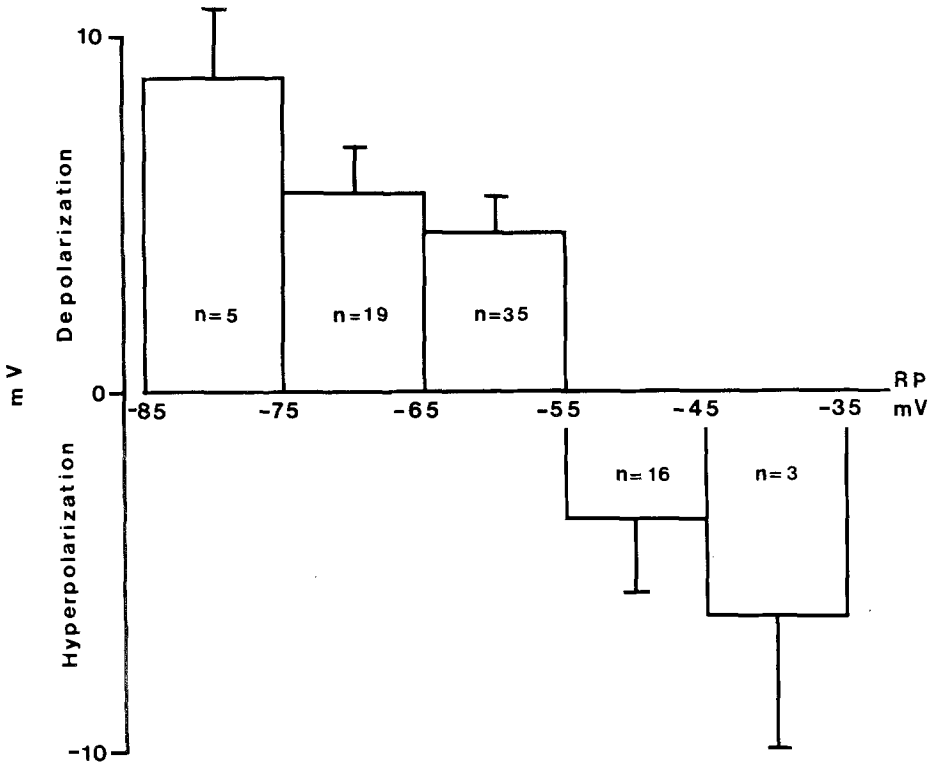 10
Depolarization
n=5
n=19
n=35
mV
0
RP
-85
-75
-65
-55
-45
-35
mV
Hyperpolarization
n=16
n=3
-10